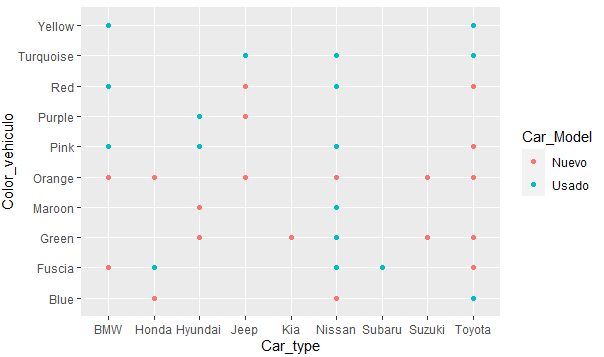 Color_vehiculo
Yellow
Turquoise
Red
Purple
Pink
Orange
Maroon
Green
Fuscia
Blue
BMW Honda Hyundai Jeep Kia Nissan Subaru Suzuki Toyota
Car_type
Car_Model
Nuevo
Usado